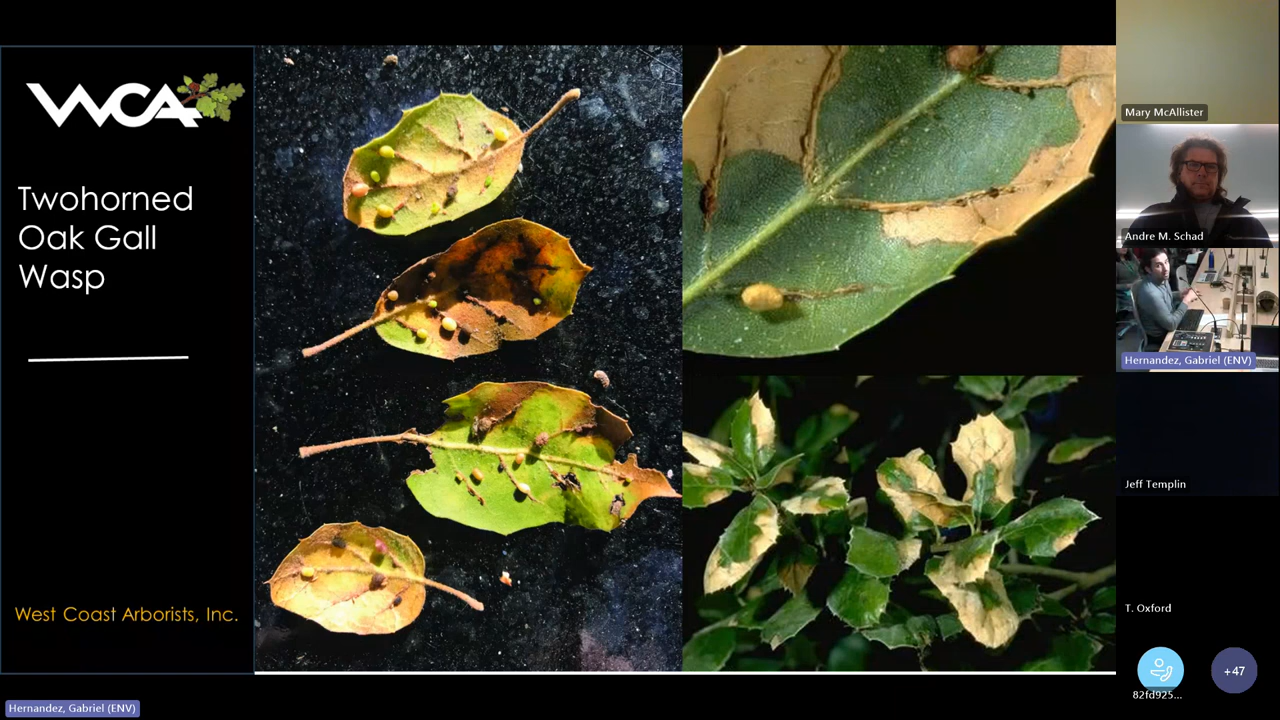 WCA
Twohorned
Oak Gall
Wasp
West Coast Arborists, Inc.
Hernandez, Gabriel (ENV)
Mary McAllister
Andre M. Schad
Hernandez, Gabriel (ENV)
Jeff Templin
T. Oxford
82fd925...
+47